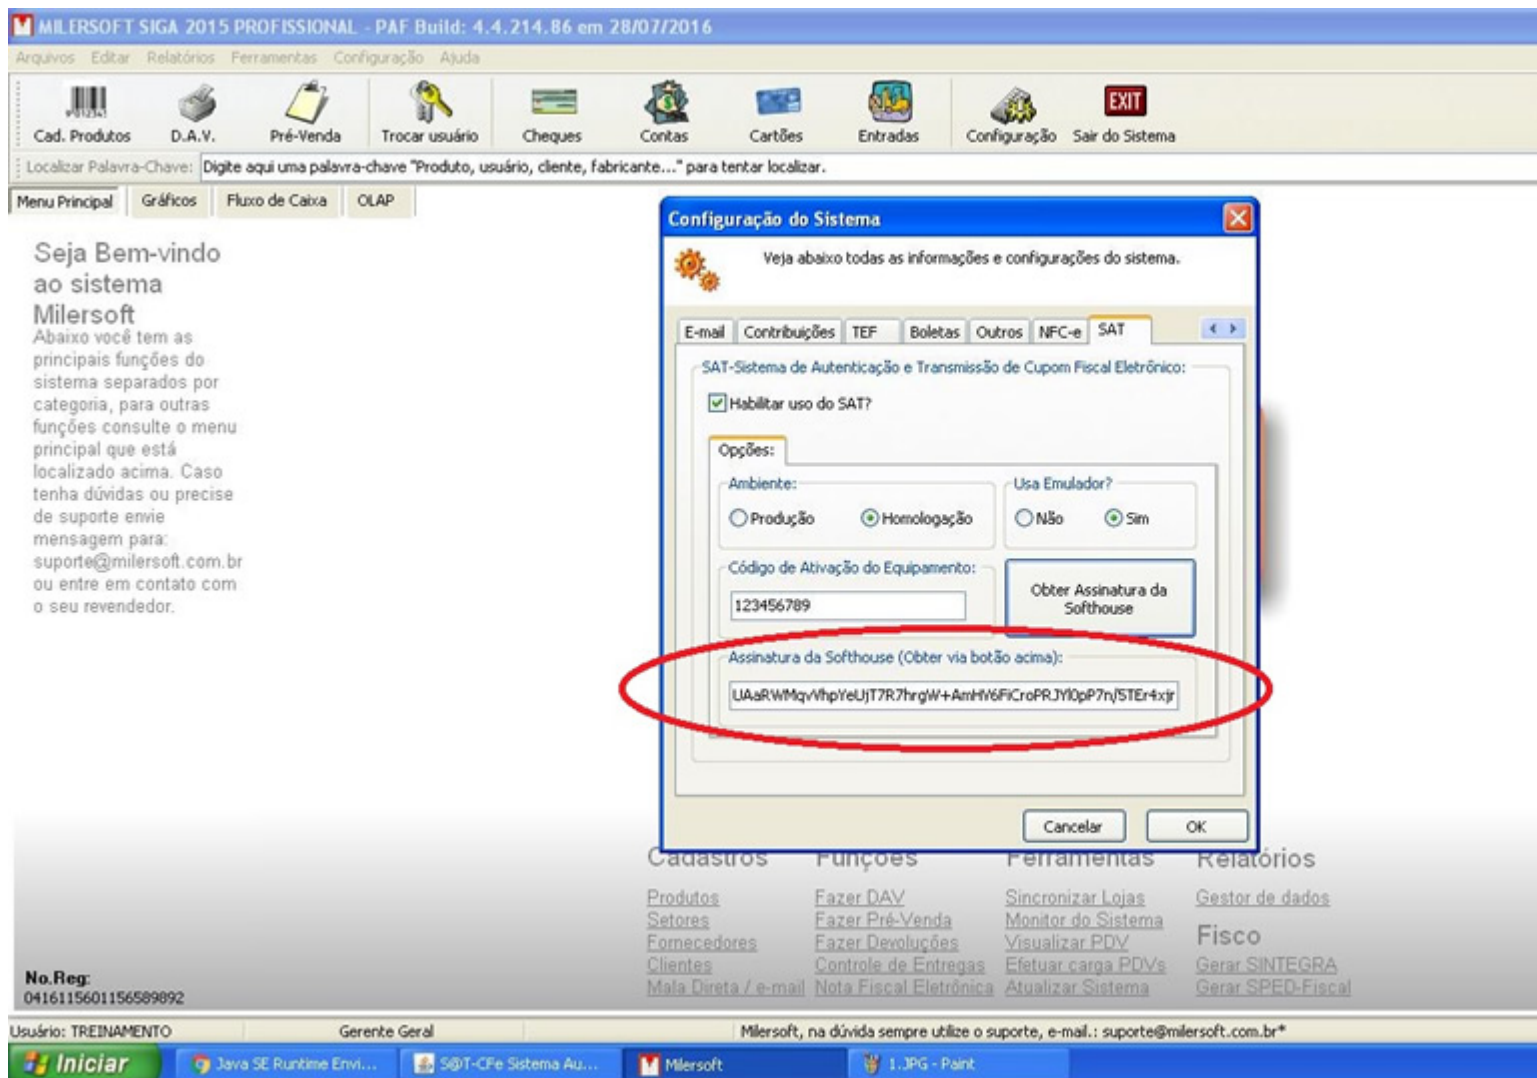 MILERSOFT SIGA 2015 PROFISSIONAL - PAF Build: 4.4.214.86 em 28/07/2016
Arquivos Editar Relatórios Ferramentas Configuração Ajuda
Cad. Produtos D.A.V. Pré-Venda Trocar usuário Cheques Contas Cartões Entradas Configuração EXIT Sair do Sistema
Localizar Palavra-Chave: Digite aqui uma palavra-chave "Produto, usuário, cliente, fabricante..." para tentar localizar.
Menu Principal Gráficos Fluxo de Caixa OLAP
Seja Bem-vindo
ao sistema
Milersoft
Abaixo você tem as
principais funções do
sistema separados por
categoria, para outras
funções consulte o menu
principal que está
localizado acima. Caso
tenha dúvidas ou precise
de suporte envie
mensagem para:
suporte@milersoft.com.br
ou entre em contato com
o seu revendedor.
Configuração do Sistema
Veja abaixo todas as informações e configurações do sistema.
E-mail Contribuições TEF Boletas Outros NFC-e SAT
SAT-Sistema de Autenticação e Transmissão de Cupom Fiscal Eletrônico:
Habilitar uso do SAT?
Opções:
Ambiente: Usa Emulador?
Produção Homologação Não Sim
Código de Ativação do Equipamento:
123456789
Obter Assinatura da
Softhouse
Assinatura da Softhouse (Obter via botão acima):
UAaRWMqvVhpYeUjT7R7hrgW+AmHV6FiCroPRJYl0pP7n/5TEr4xjr
Cancelar OK
Cadastros Funções Ferramentas Relatórios
Produtos Fazer DAV Sincronizar Lojas Gestor de dados
Setores Fazer Pré-Venda Monitor do Sistema
Fornecedores Fazer Devoluções Visualizar PDV Fisco
Clientes Controle de Entregas Efetuar carga PDVs Gerar SINTEGRA
Mala Direta / e-mail Nota Fiscal Eletrônica Atualizar Sistema Gerar SPED-Fiscal
No.Reg:
0416115601156589892
Usuário: TREINAMENTO Gerente Geral Milersoft, na dúvida sempre utilize o suporte, e-mail.: suporte@milersoft.com.br*
Iniciar Java SE Runtime Envi... S@T-CFe Sistema Au... Milersoft 1.JPG - Paint